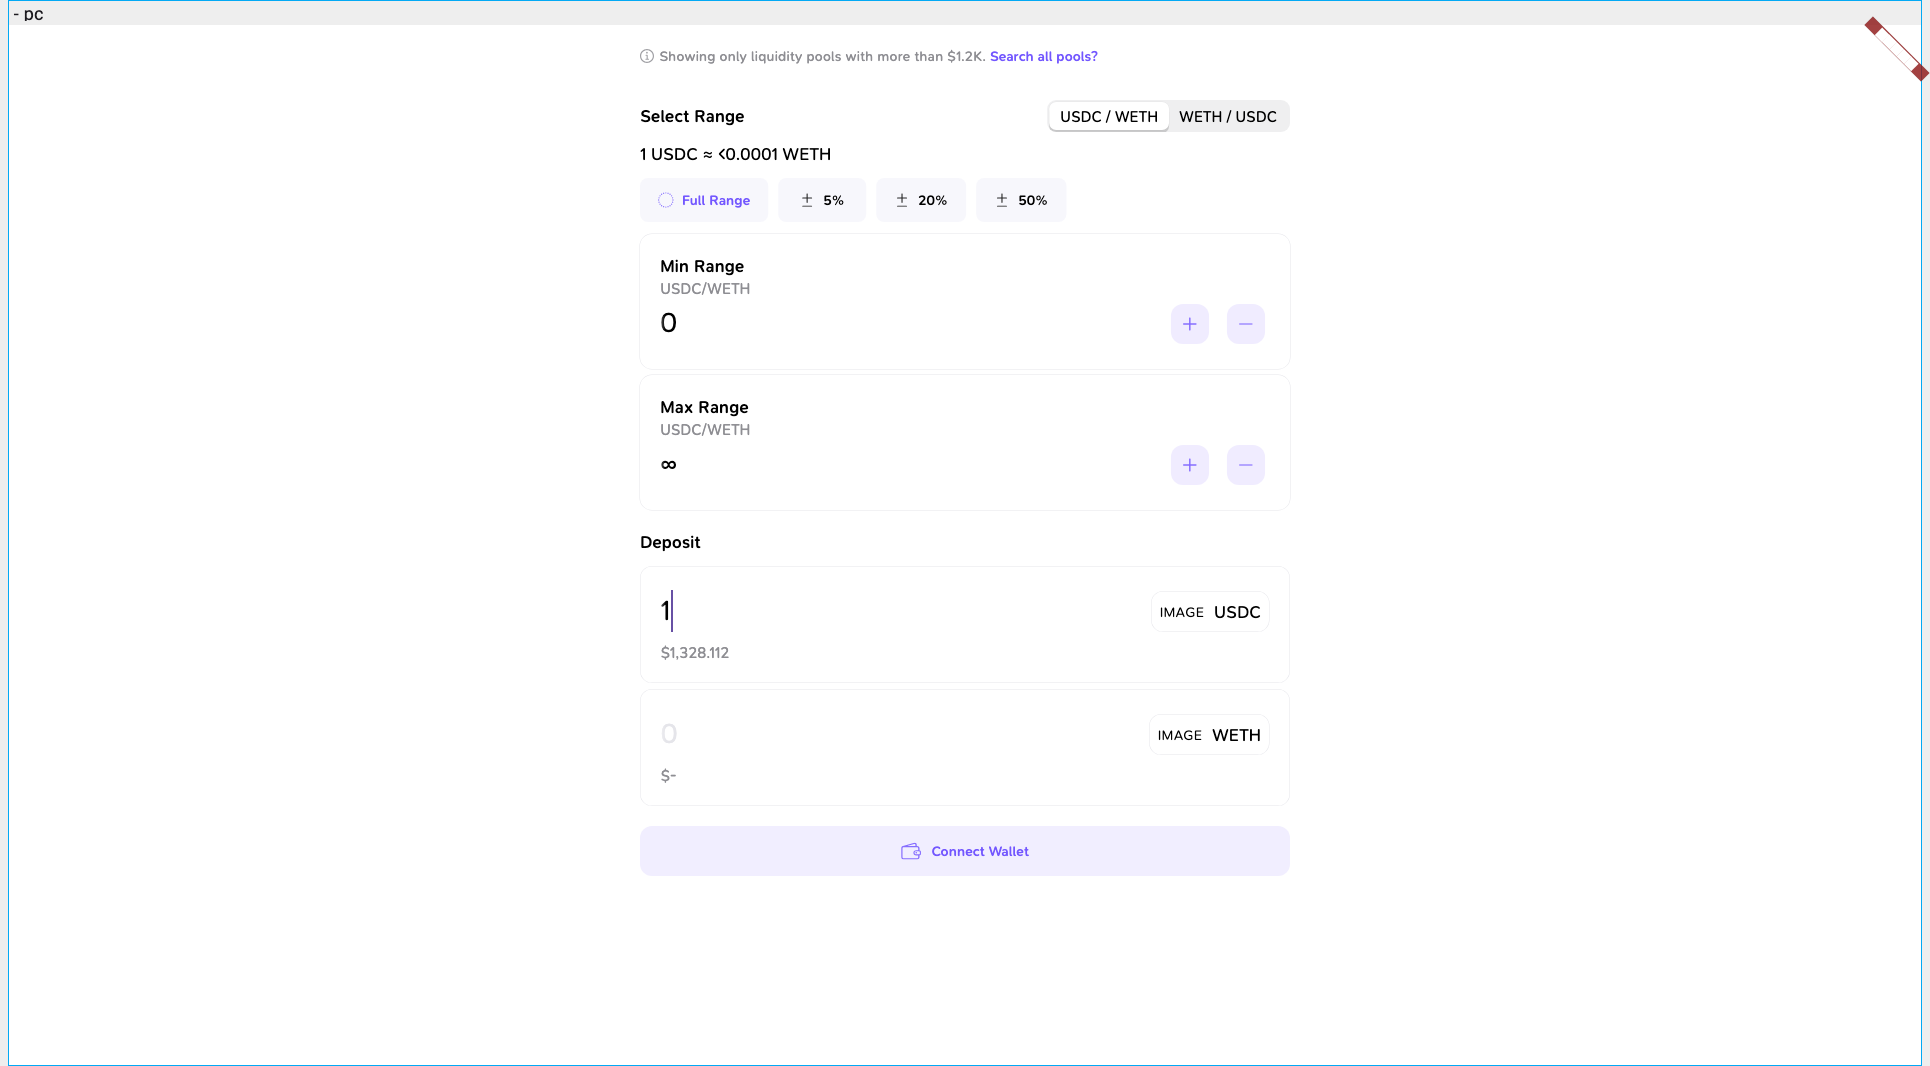 - pc
Showing only liquidity pools with more than $1.2K. Search all pools?
Select Range
USDC / WETH WETH / USDC
1 USDC ≈ <0.0001 WETH
Full Range ± 5% ± 20% ± 50%
Min Range
USDC/WETH
0
Max Range
USDC/WETH
∞
Deposit
1 IMAGE USDC
$1,328.112
0 IMAGE WETH
$-
Connect Wallet